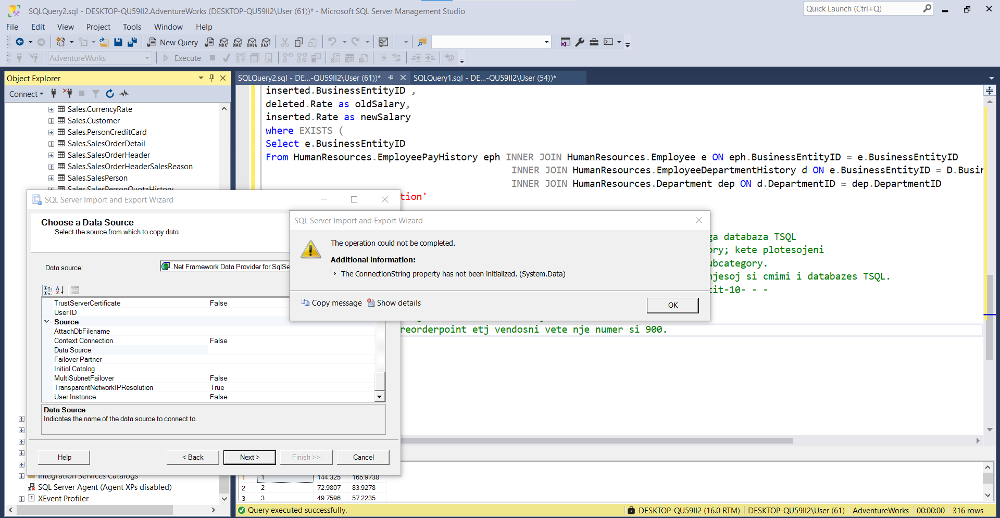 SQLQuery2.sql - DESKTOP-QU59II2.AdventureWorks (DESKTOP-QU59II2\User (61))* - Microsoft SQL Server Management Studio
Quick Launch (Ctrl+Q)
File Edit View Project Tools Window Help
New Query
MDX DMX XMLA DAX
AdventureWorks
Execute
Object Explorer
SQLQuery2.sql - DE...-QU59II2\User (61))*
SQLQuery1.sql - DE...-QU59II2\User (54))*
Connect
Sales.CurrencyRate
Sales.Customer
Sales.PersonCreditCard
Sales.SalesOrderDetail
Sales.SalesOrderHeader
Sales.SalesOrderHeaderSalesReason
Sales.SalesPerson
Sales.SalesPersonQuotaHistory
inserted.BusinessEntityID ,
deleted.Rate as oldSalary,
inserted.Rate as newSalary
where EXISTS (
Select e.BusinessEntityID
From HumanResources.EmployeePayHistory eph INNER JOIN HumanResources.Employee e ON eph.BusinessEntityID = e.BusinessEntityID
INNER JOIN HumanResources.EmployeeDepartmentHistory d ON e.BusinessEntityID = D.Busin
INNER JOIN HumanResources.Department dep ON d.DepartmentID = dep.DepartmentID
tion'
ga databaza TSQL
ory; kete plotesojeni
ubcategory.
njesoj si cmimi i databazes TSQL.
tit-10- - -
reorderpoint etj vendosni vete nje numer si 900.
SQL Server Import and Export Wizard
Choose a Data Source
Select the source from which to copy data.
Data source:
.Net Framework Data Provider for SqlSe
TrustServerCertificate False
User ID
Source
AttachDbFilename
Context Connection False
Data Source
Failover Partner
Initial Catalog
MultiSubnetFailover False
TransparentNetworkIPResolution True
User Instance False
Data Source
Indicates the name of the data source to connect to.
Help
< Back
Next >
Finish >>|
Cancel
SQL Server Import and Export Wizard
The operation could not be completed.
Additional information:
The ConnectionString property has not been initialized. (System.Data)
Copy message
Show details
OK
Integration Services Catalogs
SQL Server Agent (Agent XPs disabled)
XEvent Profiler
1 1 144.325 165.9738
2 2 72.9807 83.9278
3 3 49.7596 57.2235
Query executed successfully.
DESKTOP-QU59II2 (16.0 RTM)
DESKTOP-QU59II2\User (61)
AdventureWorks
00:00:00
316 rows